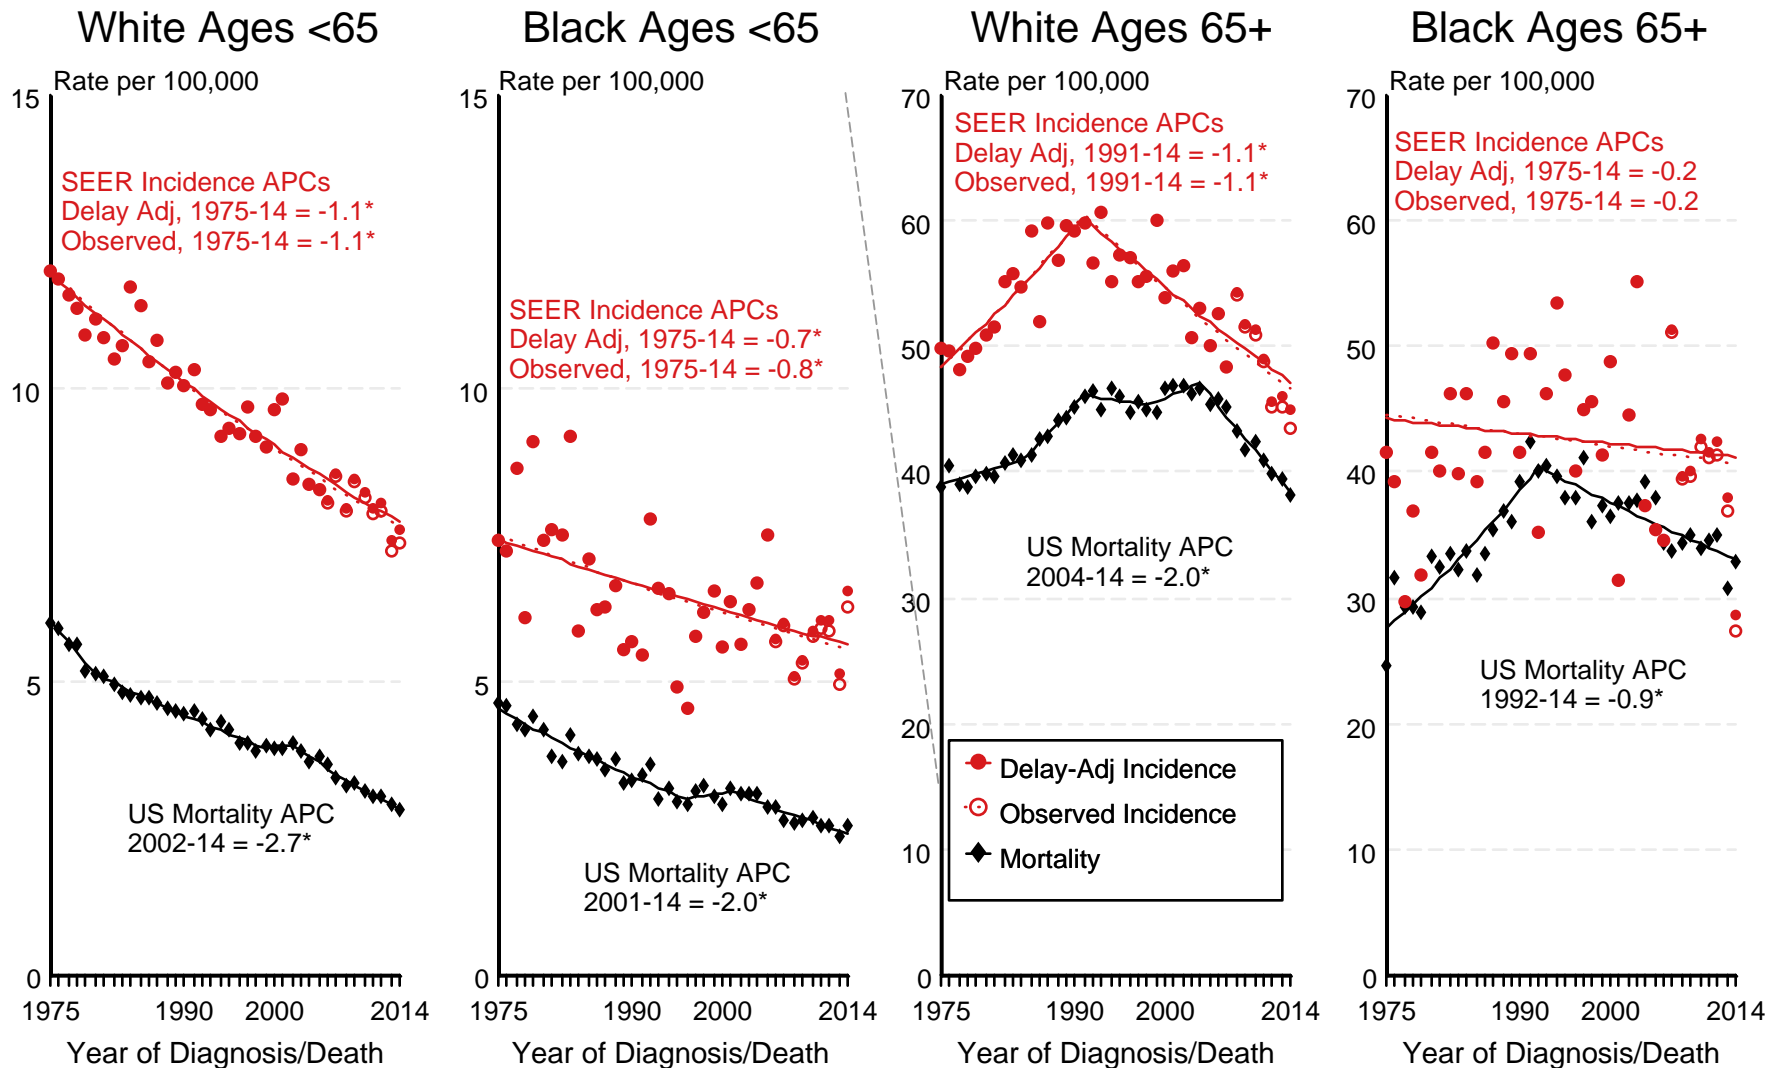 White Ages <65
Rate per 100,000
15
SEER Incidence APCs
Delay Adj, 1975-14 = -1.1*
Observed, 1975-14 = -1.1*
10
5
US Mortality APC
2002-14 = -2.7*
0
1975 1990 2000 2014
Year of Diagnosis/Death
Black Ages <65
Rate per 100,000
15
SEER Incidence APCs
Delay Adj, 1975-14 = -0.7*
Observed, 1975-14 = -0.8*
10
5
US Mortality APC
2001-14 = -2.0*
0
1975 1990 2000 2014
Year of Diagnosis/Death
White Ages 65+
Rate per 100,000
70
SEER Incidence APCs
Delay Adj, 1991-14 = -1.1*
Observed, 1991-14 = -1.1*
60
50
40
US Mortality APC
2004-14 = -2.0*
30
20
Delay-Adj Incidence
Observed Incidence
Mortality
10
0
1975 1990 2000 2014
Year of Diagnosis/Death
Black Ages 65+
Rate per 100,000
70
SEER Incidence APCs
Delay Adj, 1975-14 = -0.2
Observed, 1975-14 = -0.2
60
50
40
30
US Mortality APC
1992-14 = -0.9*
20
10
0
1975 1990 2000 2014
Year of Diagnosis/Death